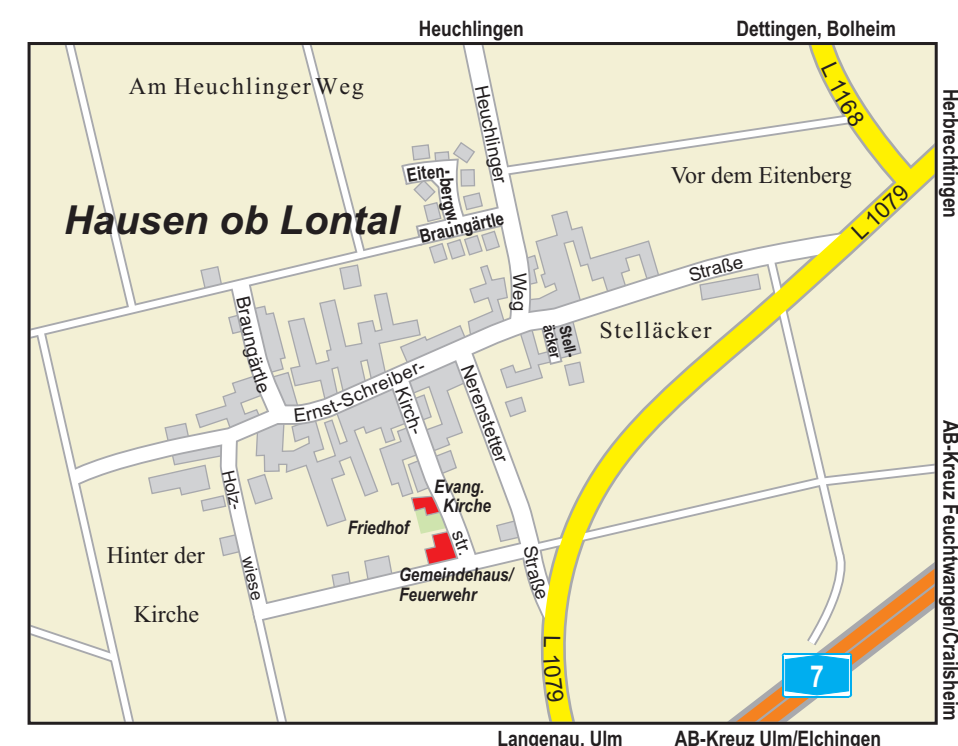 Heuchlingen
Dettingen, Bolheim
Am Heuchlinger Weg
L 1168
Herbrechtingen
Heuchlinger
Weg
Eiten-
bergw.
Vor dem Eitenberg
Hausen ob Lontal
Braungärtle
L 1079
Straße
Braungärtle
Stelläcker
Stell-
äcker
Ernst-Schreiber-
Kirch-
str.
Nerenstetter
Straße
AB-Kreuz Feuchtwangen/Crailsheim
Holz-
wiese
Evang.
Kirche
Friedhof
Hinter der
Kirche
Gemeindehaus/
Feuerwehr
L 1079
7
Langenau, Ulm
AB-Kreuz Ulm/Elchingen